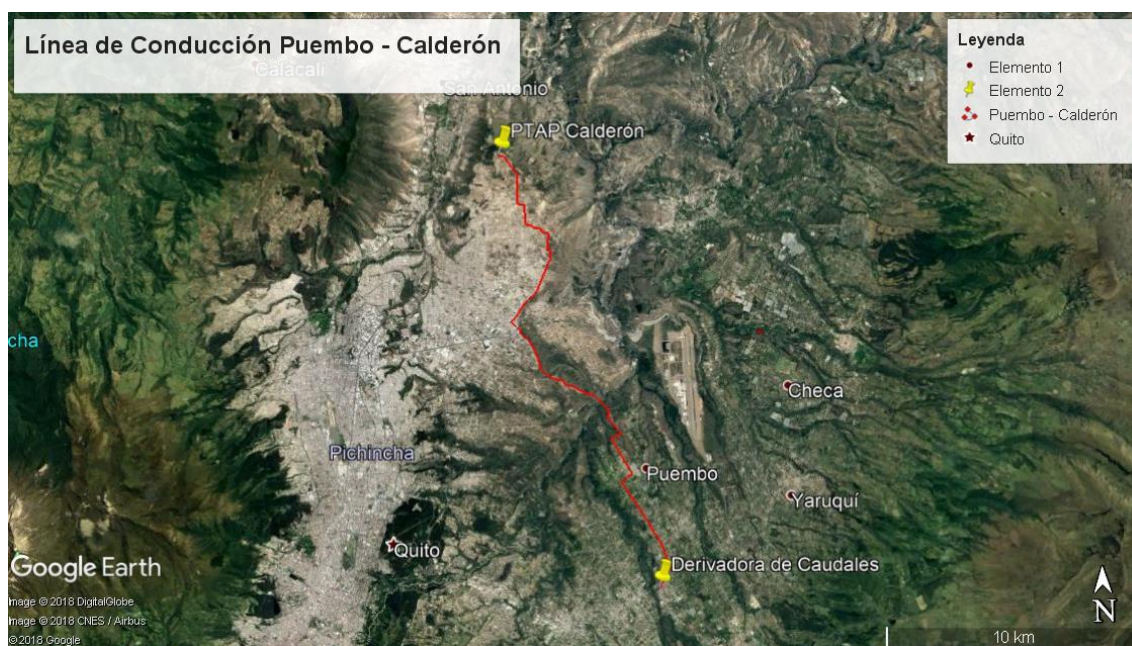 Línea de Conducción Puembo - Calderón
Calacalí
San Antonio
Leyenda
Elemento 1
Elemento 2
Puembo - Calderón
Quito
PTAP Calderón
cha
Checa
Pichincha
Puembo
Yaruquí
Quito
Derivadora de Caudales
Google Earth
Image © 2018 DigitalGlobe
Image © 2018 CNES / Airbus
©2018 Google
N
10 km